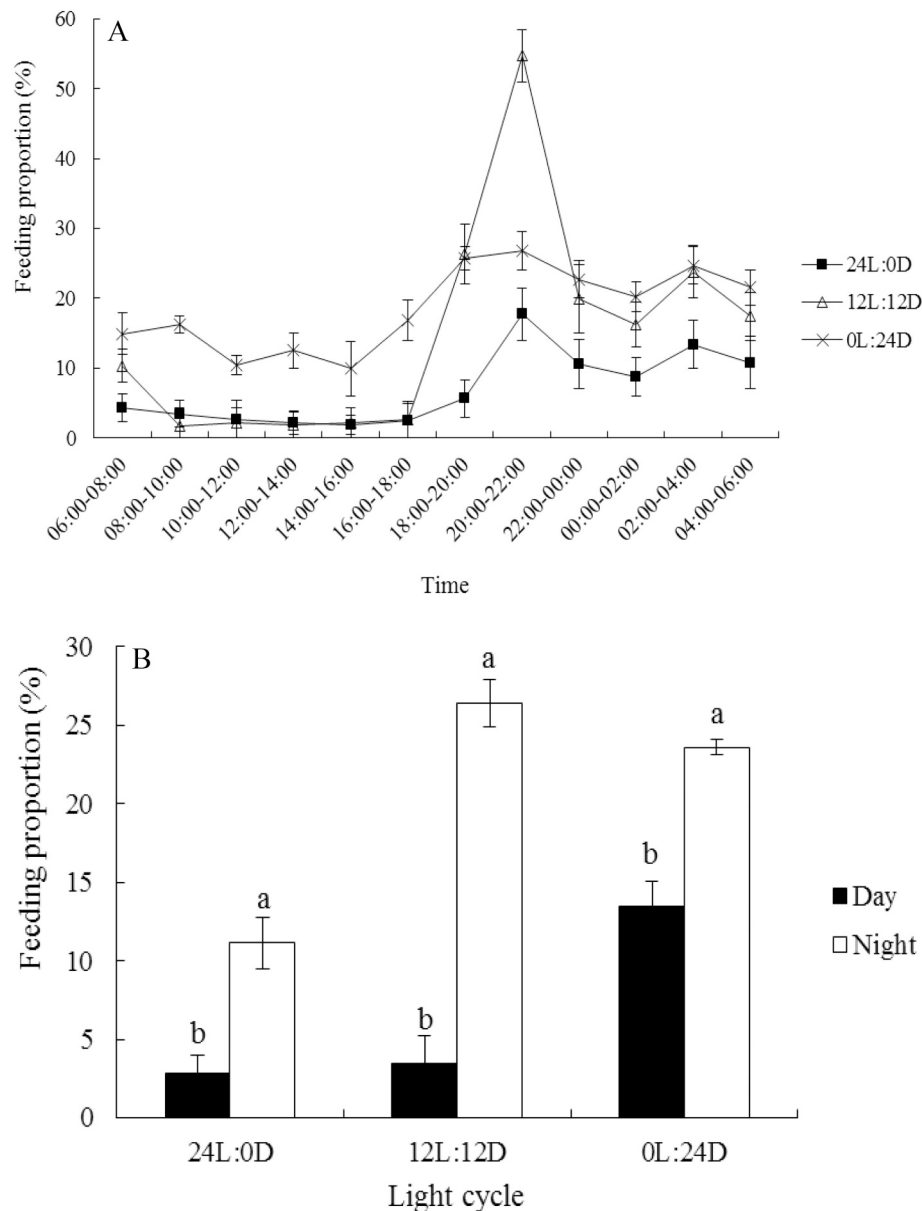 A
Feeding proportion (%)
60
50
40
30
20
10
0
24L:0D
12L:12D
0L:24D
06:00-08:00
08:00-10:00
10:00-12:00
12:00-14:00
14:00-16:00
16:00-18:00
18:00-20:00
20:00-22:00
22:00-00:00
00:00-02:00
02:00-04:00
04:00-06:00
Time
B
Feeding proportion (%)
30
25
20
15
10
5
0
b
a
b
a
b
a
Day
Night
24L:0D
12L:12D
0L:24D
Light cycle